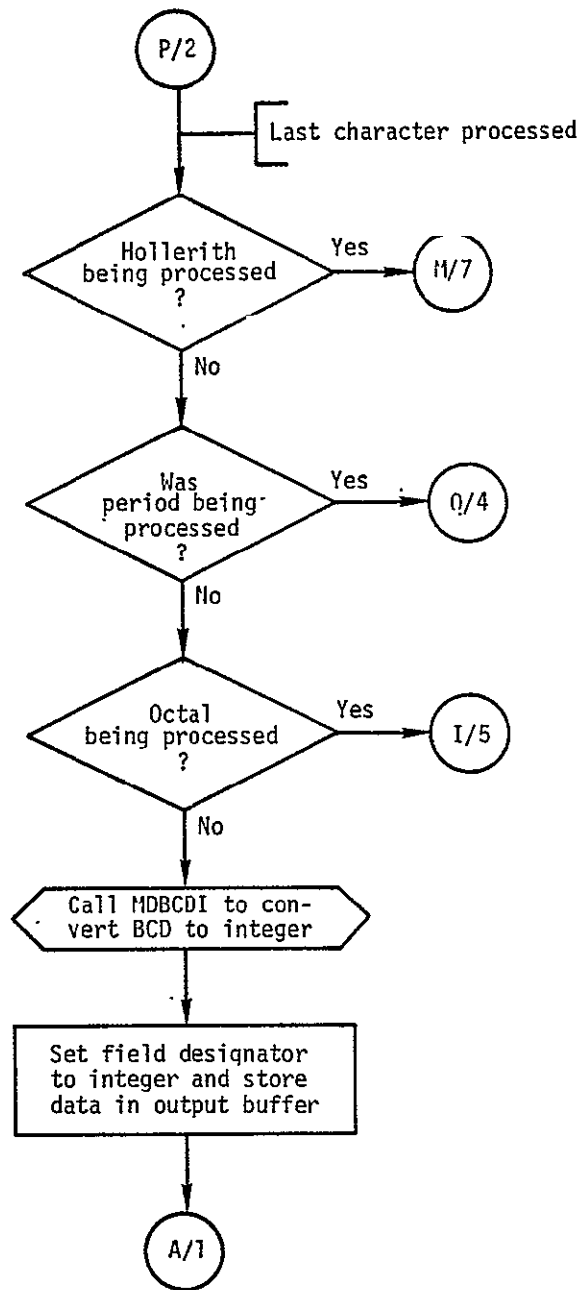 P/2
Last character processed
Hollerith
being processed
?
Yes
M/7
No
Was
period being
processed
?
Yes
Q/4
No
Octal
being processed
?
Yes
I/5
No
Call MDBCDI to con-
vert BCD to integer
Set field designator
to integer and store
data in output buffer
A/1